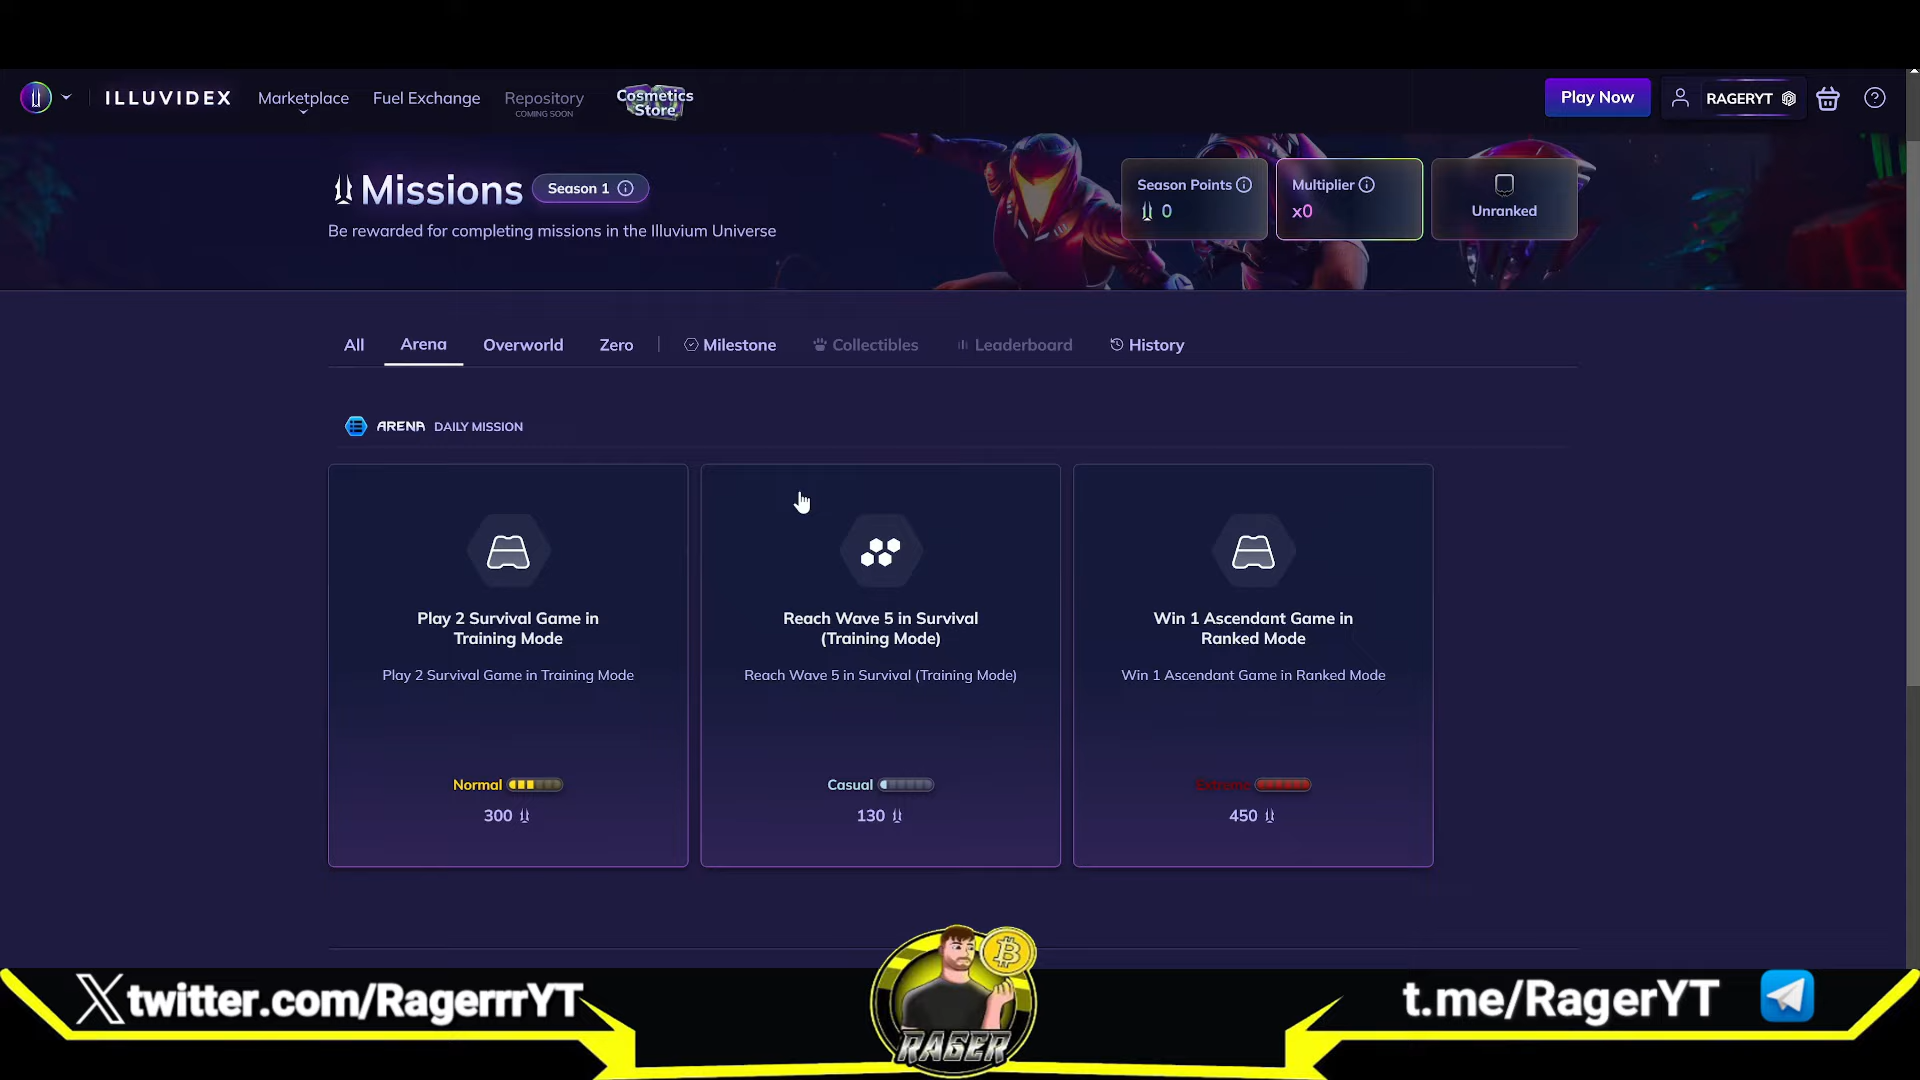 ILLUVIDEX
Marketplace
Fuel Exchange
Repository
COMING SOON
Cosmetics
Store
Play Now
RAGERYT
Missions
Season 1
Be rewarded for completing missions in the Illuvium Universe
Season Points
0
Multiplier
x0
Unranked
All
Arena
Overworld
Zero
Milestone
Collectibles
Leaderboard
History
ARENA DAILY MISSION
Play 2 Survival Game in
Training Mode
Play 2 Survival Game in Training Mode
Normal
300
Reach Wave 5 in Survival
(Training Mode)
Reach Wave 5 in Survival (Training Mode)
Casual
130
Win 1 Ascendant Game in
Ranked Mode
Win 1 Ascendant Game in Ranked Mode
Extreme
450
twitter.com/RagerrrYT
RAGER
t.me/RagerrYT